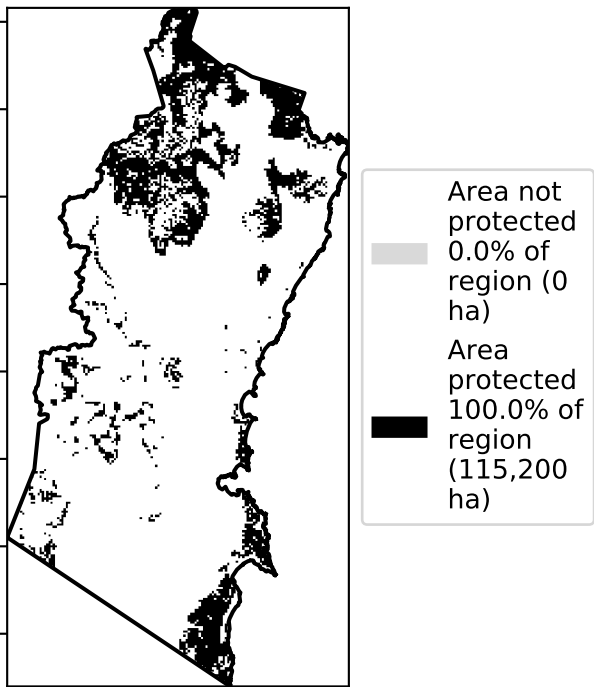 Area not
protected
0.0% of
region (0
ha)
Area
protected
100.0% of
region
(115,200
ha)